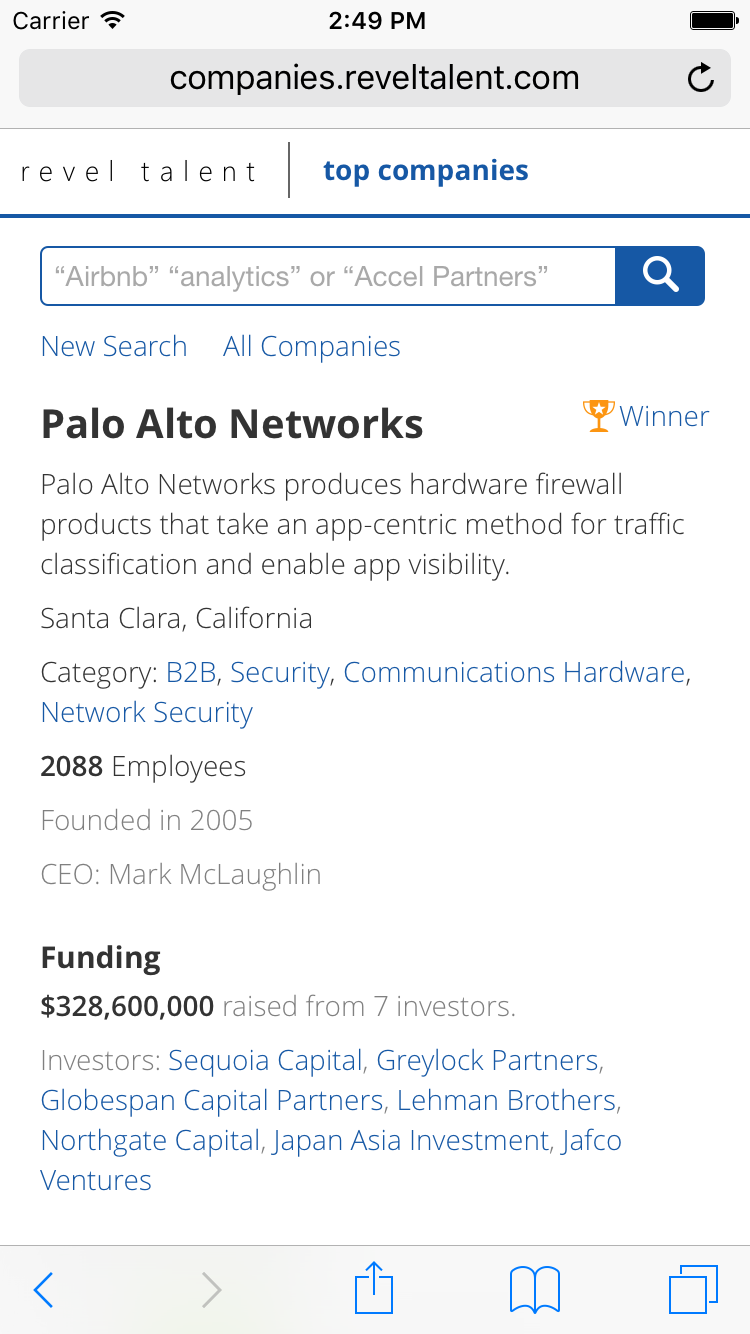 Carrier 2:49 PM
companies.reveltalent.com
revel talent top companies
“Airbnb” “analytics” or “Accel Partners”
New Search All Companies
Palo Alto Networks Winner
Palo Alto Networks produces hardware firewall
products that take an app-centric method for traffic
classification and enable app visibility.
Santa Clara, California
Category: B2B, Security, Communications Hardware,
Network Security
2088 Employees
Founded in 2005
CEO: Mark McLaughlin
Funding
$328,600,000 raised from 7 investors.
Investors: Sequoia Capital, Greylock Partners,
Globespan Capital Partners, Lehman Brothers,
Northgate Capital, Japan Asia Investment, Jafco
Ventures